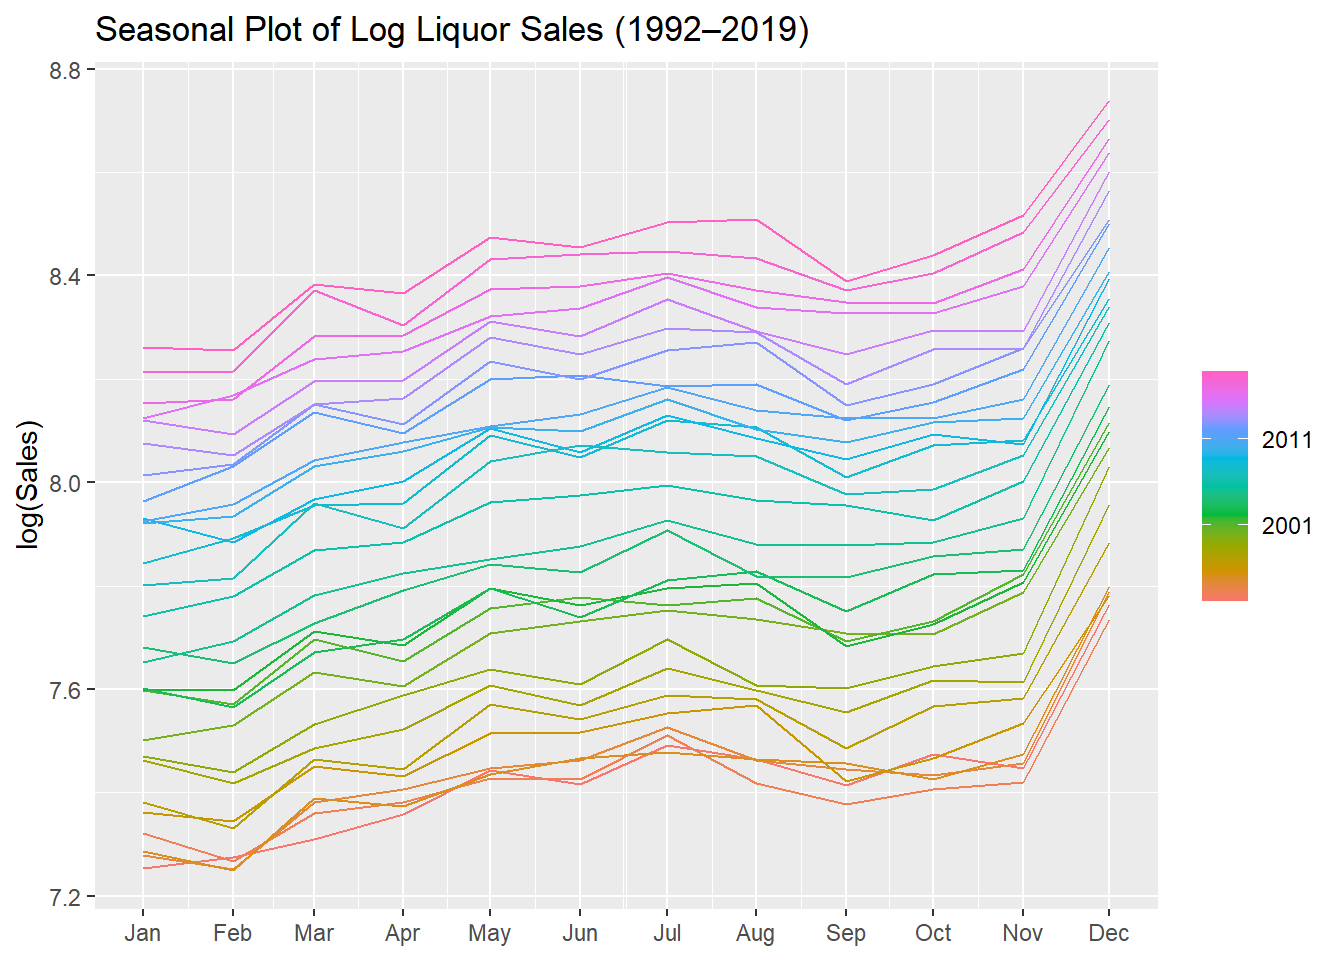 Seasonal Plot of Log Liquor Sales (1992–2019)
8.8
8.4
8.0
7.6
7.2
log(Sales)
Jan Feb Mar Apr May Jun Jul Aug Sep Oct Nov Dec
2011
2001